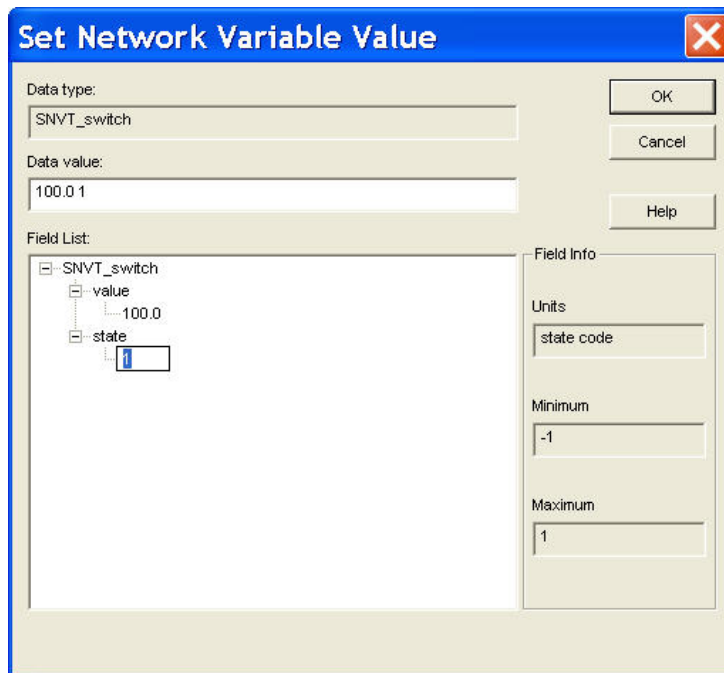 Set Network Variable Value
Data type:
SNVT_switch
OK
Cancel
Data value:
100.0 1
Help
Field List:
SNVT_switch
value
100.0
state
1
Field Info
Units
state code
Minimum
-1
Maximum
1